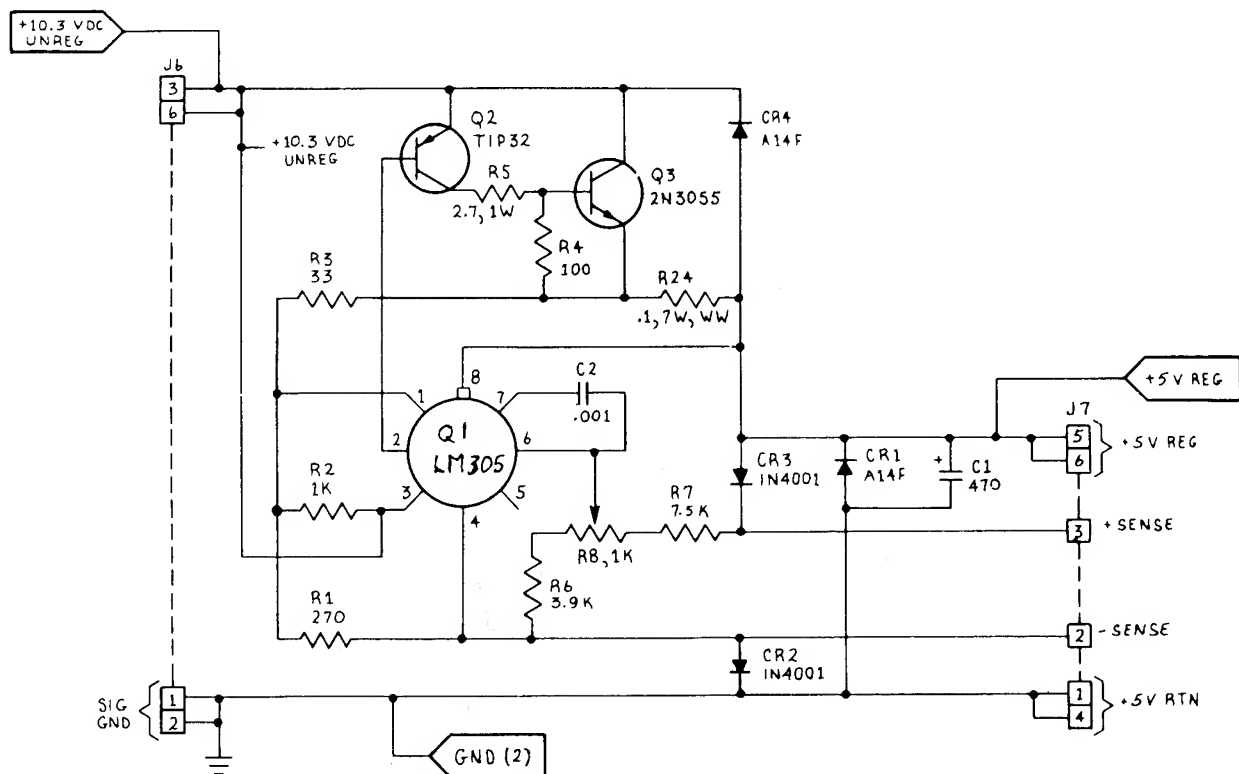 +10.3 VDC
UNREG
J6
3
6
+10.3 VDC
UNREG
Q2
TIP32
R5
2.7, 1W
Q3
2N3055
CR4
A14F
R4
100
R3
33
R24
.1, 7W, WW
8
C2
.001
1
7
2
Q1
LM305
6
3
5
4
R2
1K
R8, 1K
R7
7.5K
R6
3.9K
CR3
IN4001
CR1
A14F
+
C1
470
+5V REG
J7
5
6
+5V REG
3
+ SENSE
R1
270
2
- SENSE
CR2
IN4001
SIG
GND
1
2
1
4
+5V RTN
GND (2)